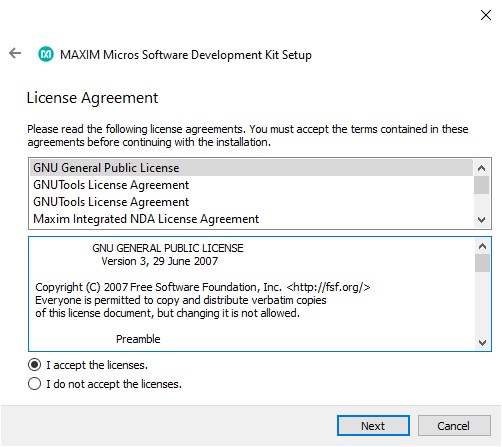 MAXIM Micros Software Development Kit Setup
License Agreement
Please read the following license agreements. You must accept the terms contained in these
agreements before continuing with the installation.
GNU General Public License
GNUTools License Agreement
GNUTools License Agreement
Maxim Integrated NDA License Agreement
GNU GENERAL PUBLIC LICENSE
Version 3, 29 June 2007
Copyright (C) 2007 Free Software Foundation, Inc. <http://fsf.org/>
Everyone is permitted to copy and distribute verbatim copies
of this license document, but changing it is not allowed.
Preamble
I accept the licenses.
I do not accept the licenses.
Next
Cancel